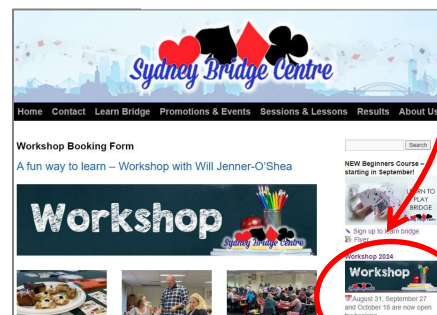 Sydney Bridge Centre
Home Contact Learn Bridge Promotions & Events Sessions & Lessons Results About Us
Workshop Booking Form
A fun way to learn – Workshop with Will Jenner-O'Shea
Workshop
Sydney Bridge Centre
Search
NEW Beginners Course –
starting in September!
LEARN TO
PLAY
BRIDGE
Sign up to learn bridge
Flyer
Workshop 2024
Workshop
August 31, September 27
and October 18 are now open
for booking